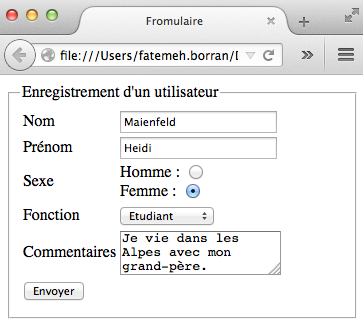 Fromulaire
file:///Users/fatemeh.borran/D
Enregistrement d'un utilisateur
Nom Maienfeld
Prénom Heidi
Sexe Homme :
Femme :
Fonction Etudiant
Commentaires Je vie dans les
Alpes avec mon
grand-père.
Envoyer